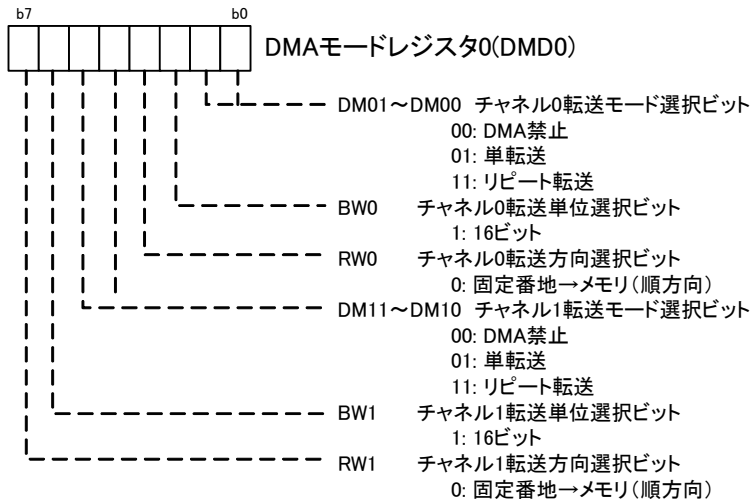 b7 b0
DMAモードレジスタ0(DMD0)
DM01～DM00 チャネル0転送モード選択ビット
00: DMA禁止
01: 単転送
11: リピート転送
BW0 チャネル0転送単位選択ビット
1: 16ビット
RW0 チャネル0転送方向選択ビット
0: 固定番地→メモリ(順方向)
DM11～DM10 チャネル1転送モード選択ビット
00: DMA禁止
01: 単転送
11: リピート転送
BW1 チャネル1転送単位選択ビット
1: 16ビット
RW1 チャネル1転送方向選択ビット
0: 固定番地→メモリ(順方向)